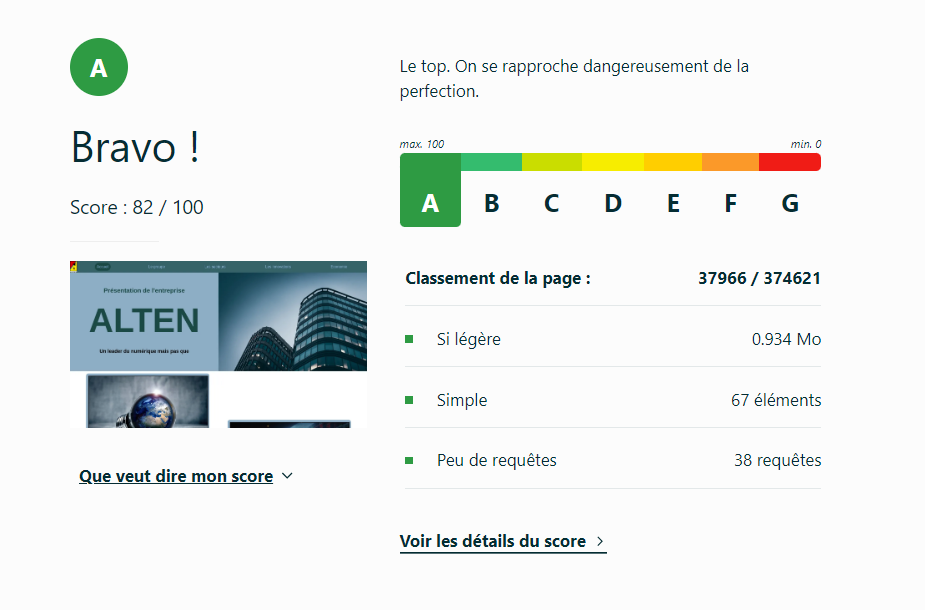 A
Bravo !
Score : 82 / 100
Accueil
Présentation de l'entreprise
ALTEN
Un leader du numérique mais pas que
Que veut dire mon score
Le top. On se rapproche dangereusement de la
perfection.
max. 100 min. 0
A B C D E F G
Classement de la page : 37966 / 374621
Si légère 0.934 Mo
Simple 67 éléments
Peu de requêtes 38 requêtes
Voir les détails du score